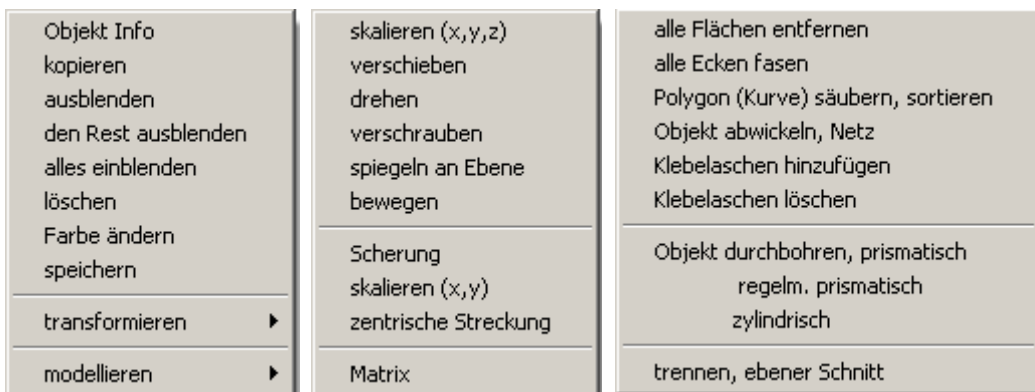 Objekt Info
kopieren
ausblenden
den Rest ausblenden
alles einblenden
löschen
Farbe ändern
speichern
transformieren
modellieren
skalieren (x,y,z)
verschieben
drehen
verschrauben
spiegeln an Ebene
bewegen
Scherung
skalieren (x,y)
zentrische Streckung
Matrix
alle Flächen entfernen
alle Ecken fasen
Polygon (Kurve) säubern, sortieren
Objekt abwickeln, Netz
Klebelaschen hinzufügen
Klebelaschen löschen
Objekt durchbohren, prismatisch
regelm. prismatisch
zylindrisch
trennen, ebener Schnitt